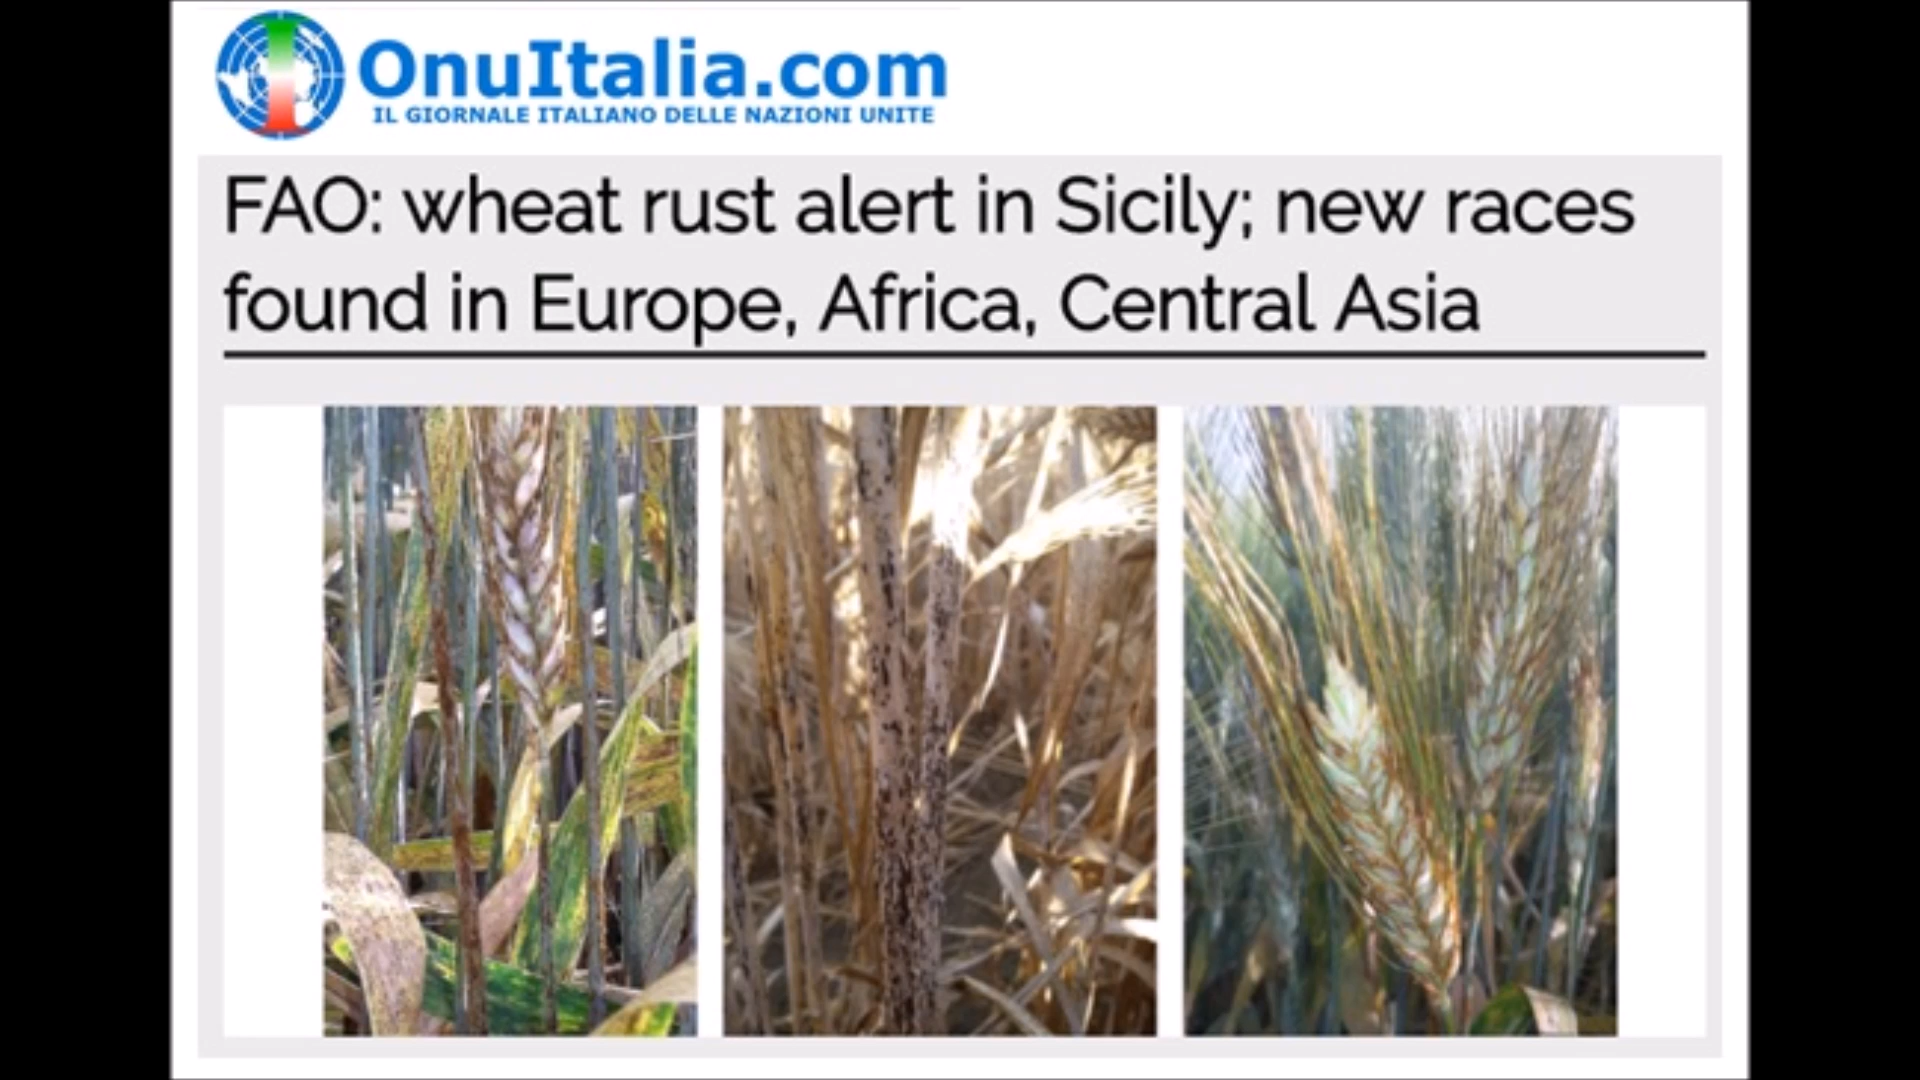 OnuItalia.com
IL GIORNALE ITALIANO DELLE NAZIONI UNITE
FAO: wheat rust alert in Sicily; new races
found in Europe, Africa, Central Asia